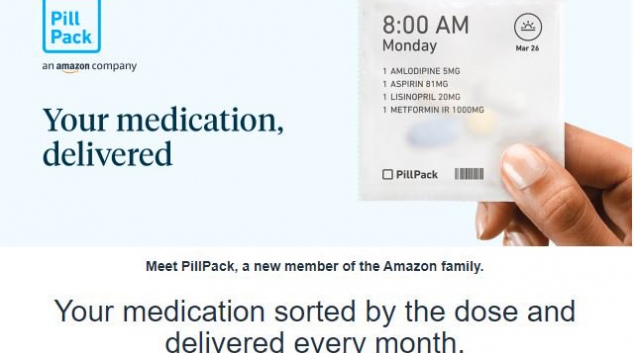 Pill
Pack
an amazon company
Your medication,
delivered
8:00 AM
Monday
Mar 26
1 AMLODIPINE 5MG
1 ASPIRIN 81MG
1 LISINOPRIL 20MG
1 METFORMIN IR 1000MG
PillPack
Meet PillPack, a new member of the Amazon family.
Your medication sorted by the dose and
delivered every month.